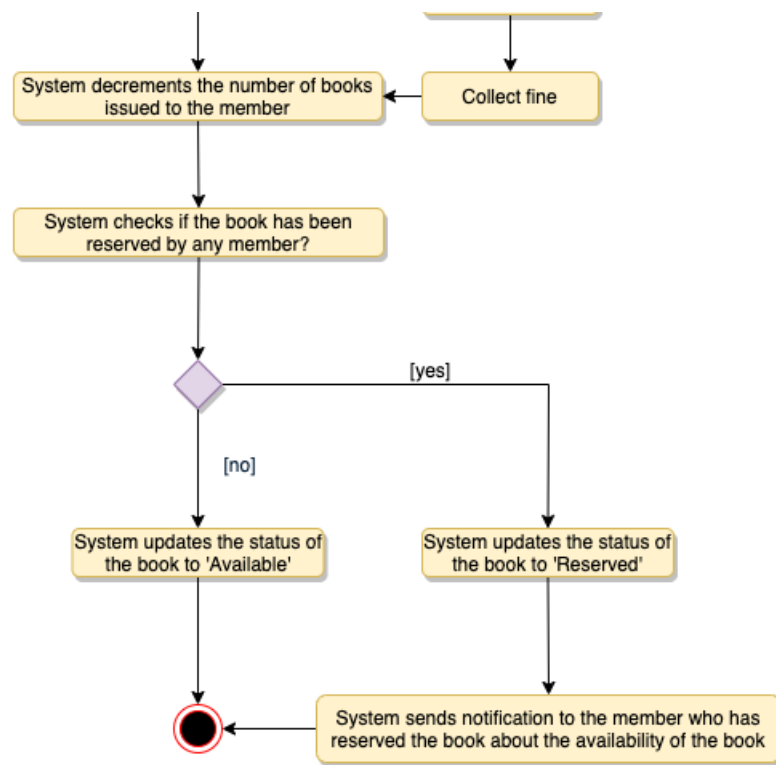 System decrements the number of books
issued to the member
Collect fine
System checks if the book has been
reserved by any member?
[yes]
[no]
System updates the status of
the book to 'Available'
System updates the status of
the book to 'Reserved'
System sends notification to the member who has
reserved the book about the availability of the book